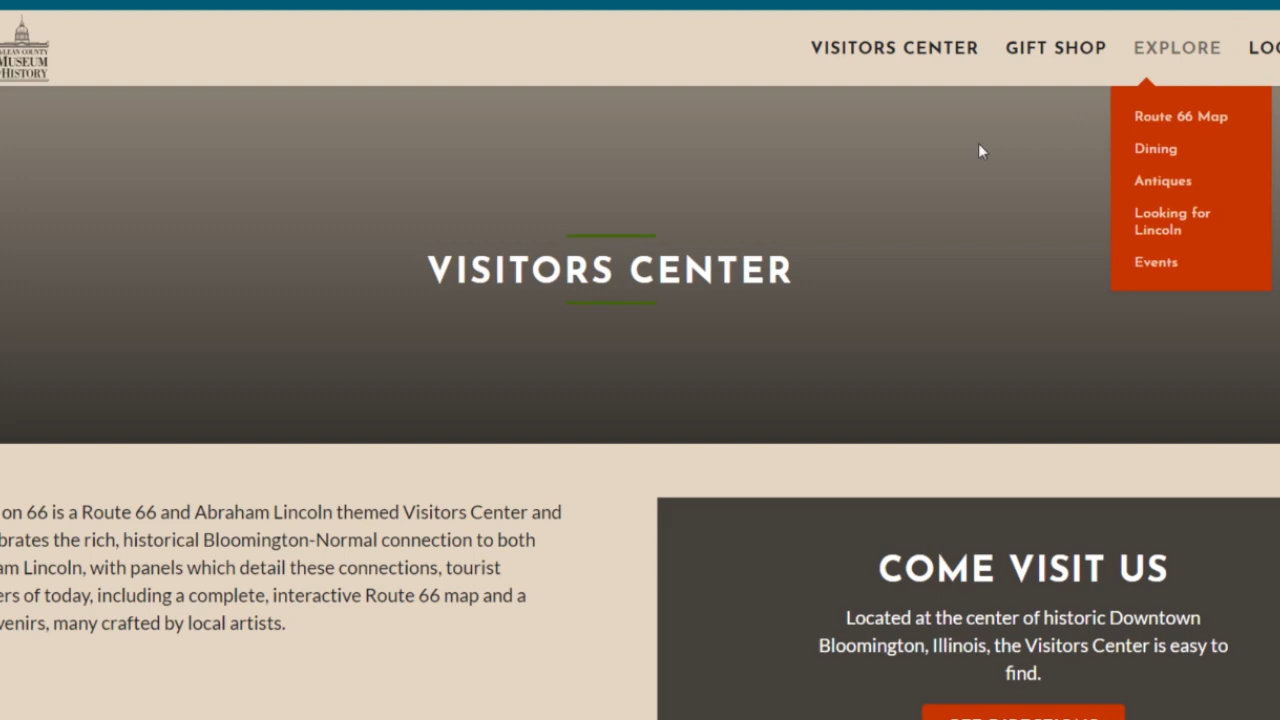 LEAN COUNTY
MUSEUM
HISTORY
VISITORS CENTER GIFT SHOP EXPLORE
Route 66 Map
Dining
Antiques
Looking for
Lincoln
Events
VISITORS CENTER
on 66 is a Route 66 and Abraham Lincoln themed Visitors Center and
the rich, historical Bloomington-Normal connection to both
Lincoln, with panels which detail these connections, tourist
of today, including a complete, interactive Route 66 map and a
many crafted by local artists.
COME VISIT US
Located at the center of historic Downtown
Bloomington, Illinois, the Visitors Center is easy to
find.
GET DIRECTIONS